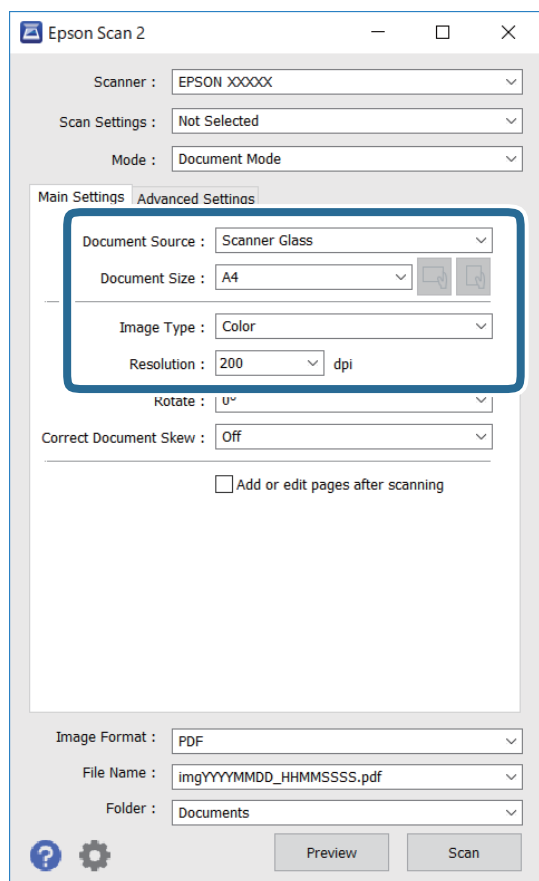 Epson Scan 2
Scanner : EPSON XXXXX
Scan Settings : Not Selected
Mode : Document Mode
Main Settings Advanced Settings
Document Source : Scanner Glass
Document Size : A4
Image Type : Color
Resolution : 200 dpi
Rotate : 0°
Correct Document Skew : Off
Add or edit pages after scanning
Image Format : PDF
File Name : imgYYYYMMDD_HHMMSSSS.pdf
Folder : Documents
? Preview Scan